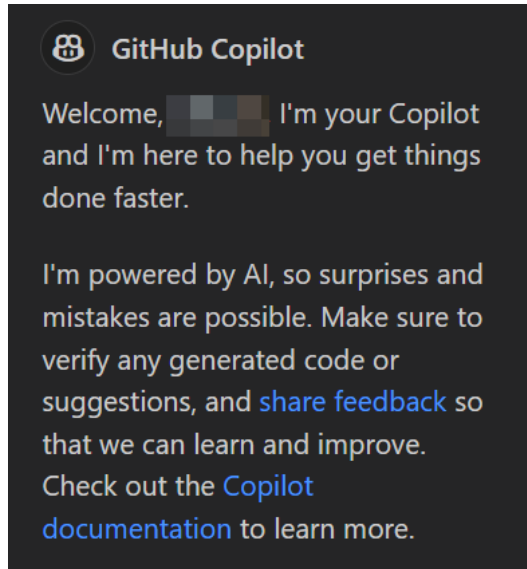 GitHub Copilot
Welcome, I'm your Copilot
and I'm here to help you get things
done faster.
I'm powered by AI, so surprises and
mistakes are possible. Make sure to
verify any generated code or
suggestions, and share feedback so
that we can learn and improve.
Check out the Copilot
documentation to learn more.